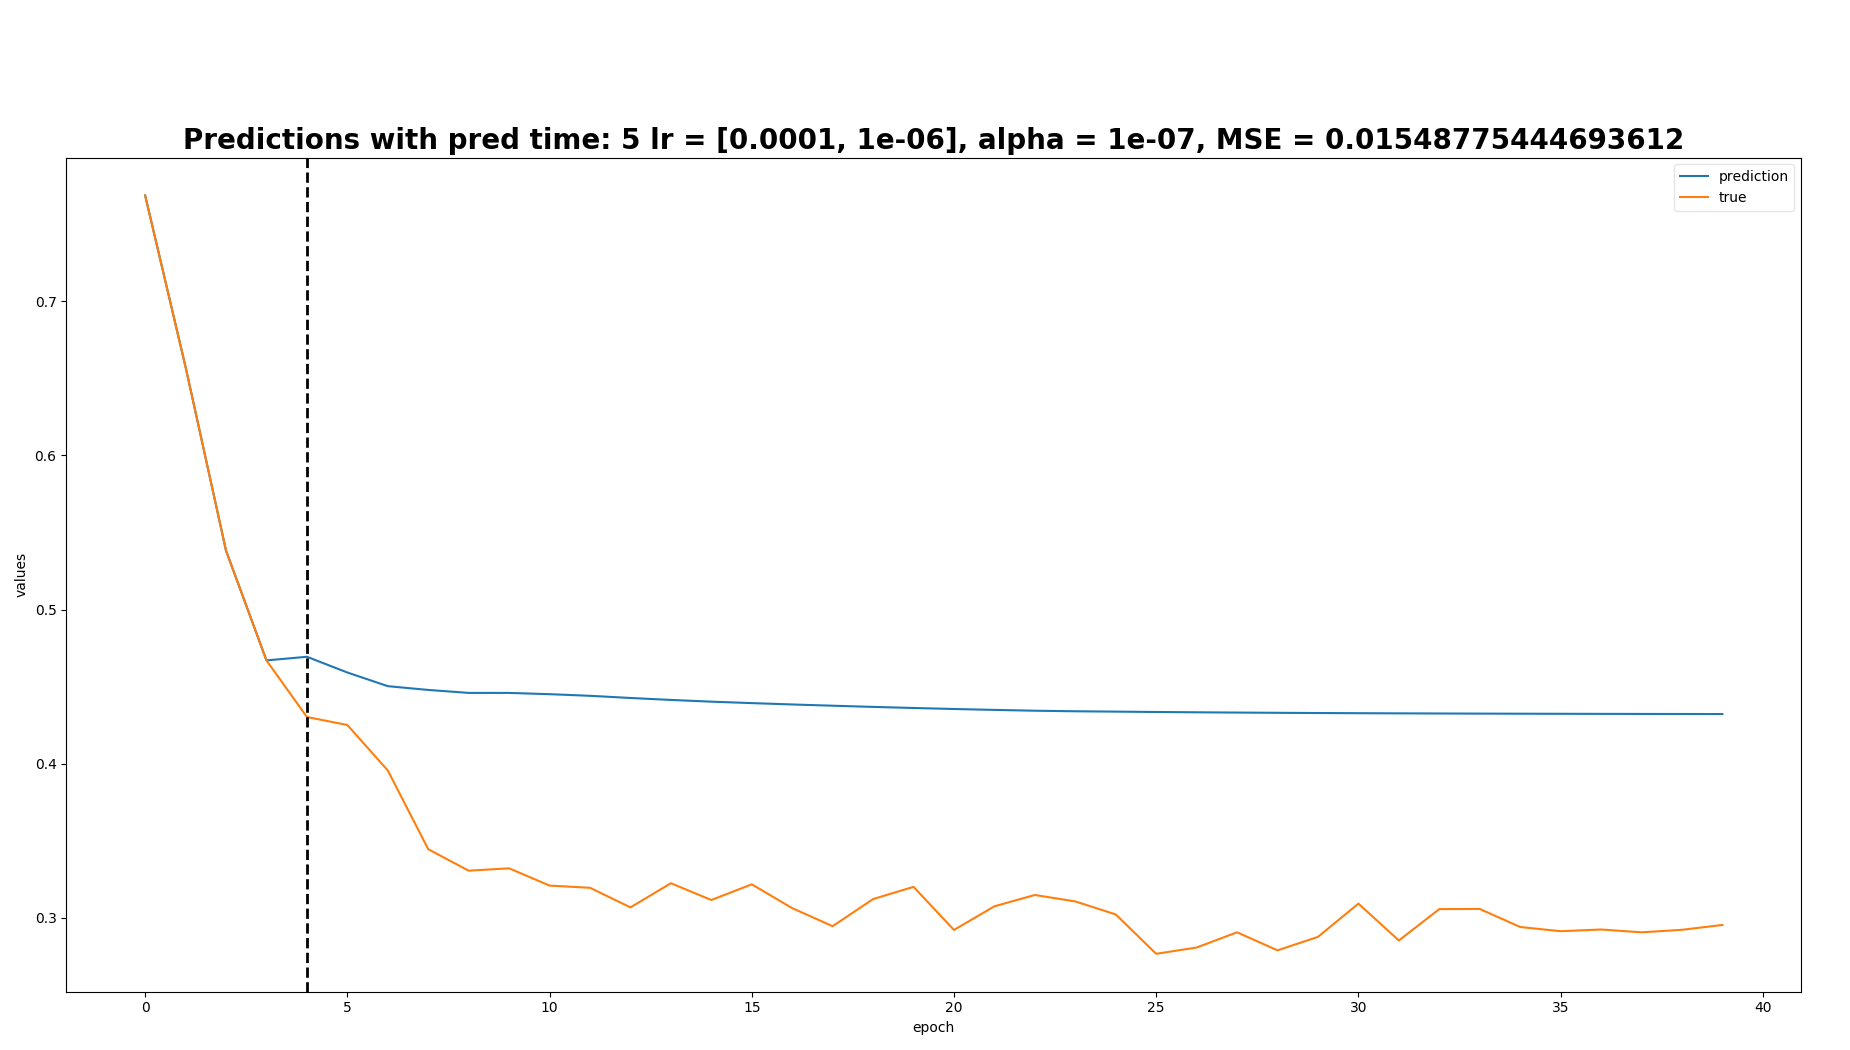 Predictions with pred time: 5 lr = [0.0001, 1e-06], alpha = 1e-07, MSE = 0.01548775444693612
prediction
true
0.7
0.6
0.5
0.4
0.3
values
0 5 10 15 20 25 30 35 40
epoch